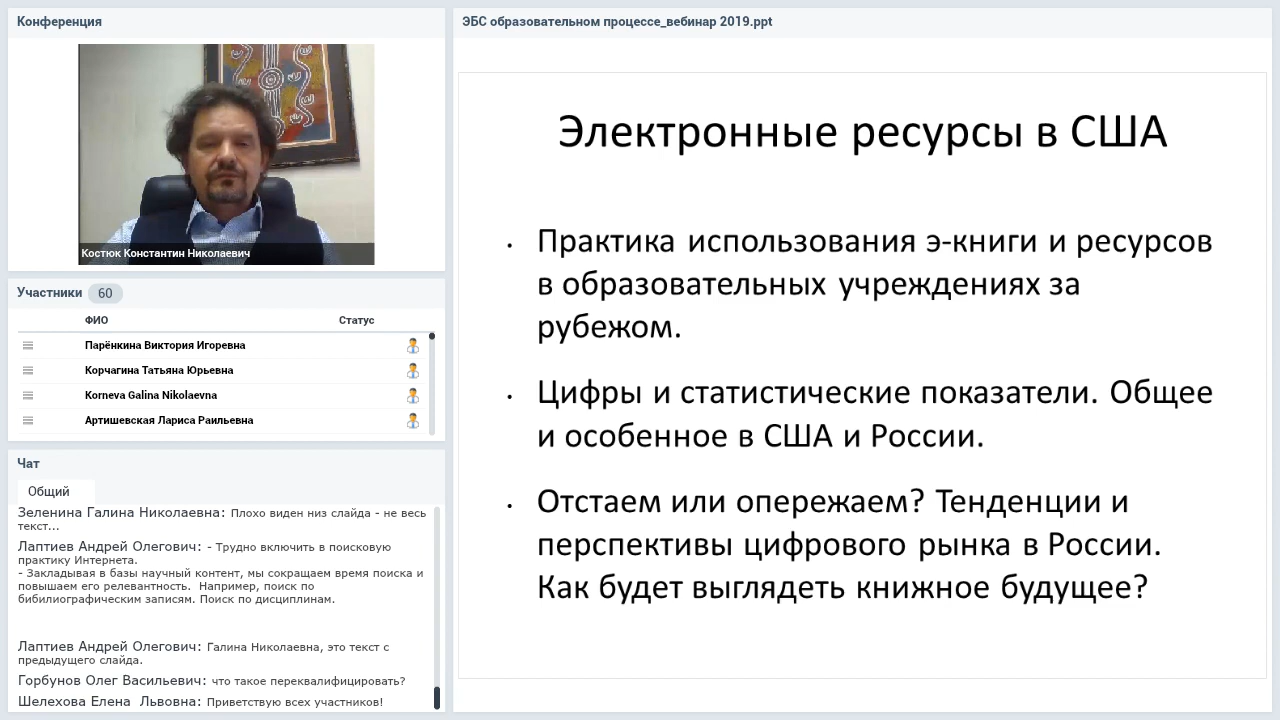 Конференция
Костюк Константин Николаевич
Участники 60
ФИО Статус
Парёнкина Виктория Игоревна
Корчагина Татьяна Юрьевна
Korneva Galina Nikolaevna
Артишевская Лариса Раильевна
Чат
Общий
Зеленина Галина Николаевна: Плохо виден низ слайда - не весь
текст...
Лаптиев Андрей Олегович: - Трудно включить в поисковую
практику Интернета.
- Закладывая в базы научный контент, мы сокращаем время поиска и
повышаем его релевантность. Например, поиск по
бибилиографическим записям. Поиск по дисциплинам.
Лаптиев Андрей Олегович: Галина Николаевна, это текст с
предыдущего слайда.
Горбунов Олег Васильевич: что такое переквалифицировать?
Шелехова Елена Львовна: Приветствую всех участников!
ЭБС образовательном процессе_вебинар 2019.ppt
Электронные ресурсы в США
• Практика использования э-книги и ресурсов
в образовательных учреждениях за
рубежом.
• Цифры и статистические показатели. Общее
и особенное в США и России.
• Отстаем или опережаем? Тенденции и
перспективы цифрового рынка в России.
Как будет выглядеть книжное будущее?